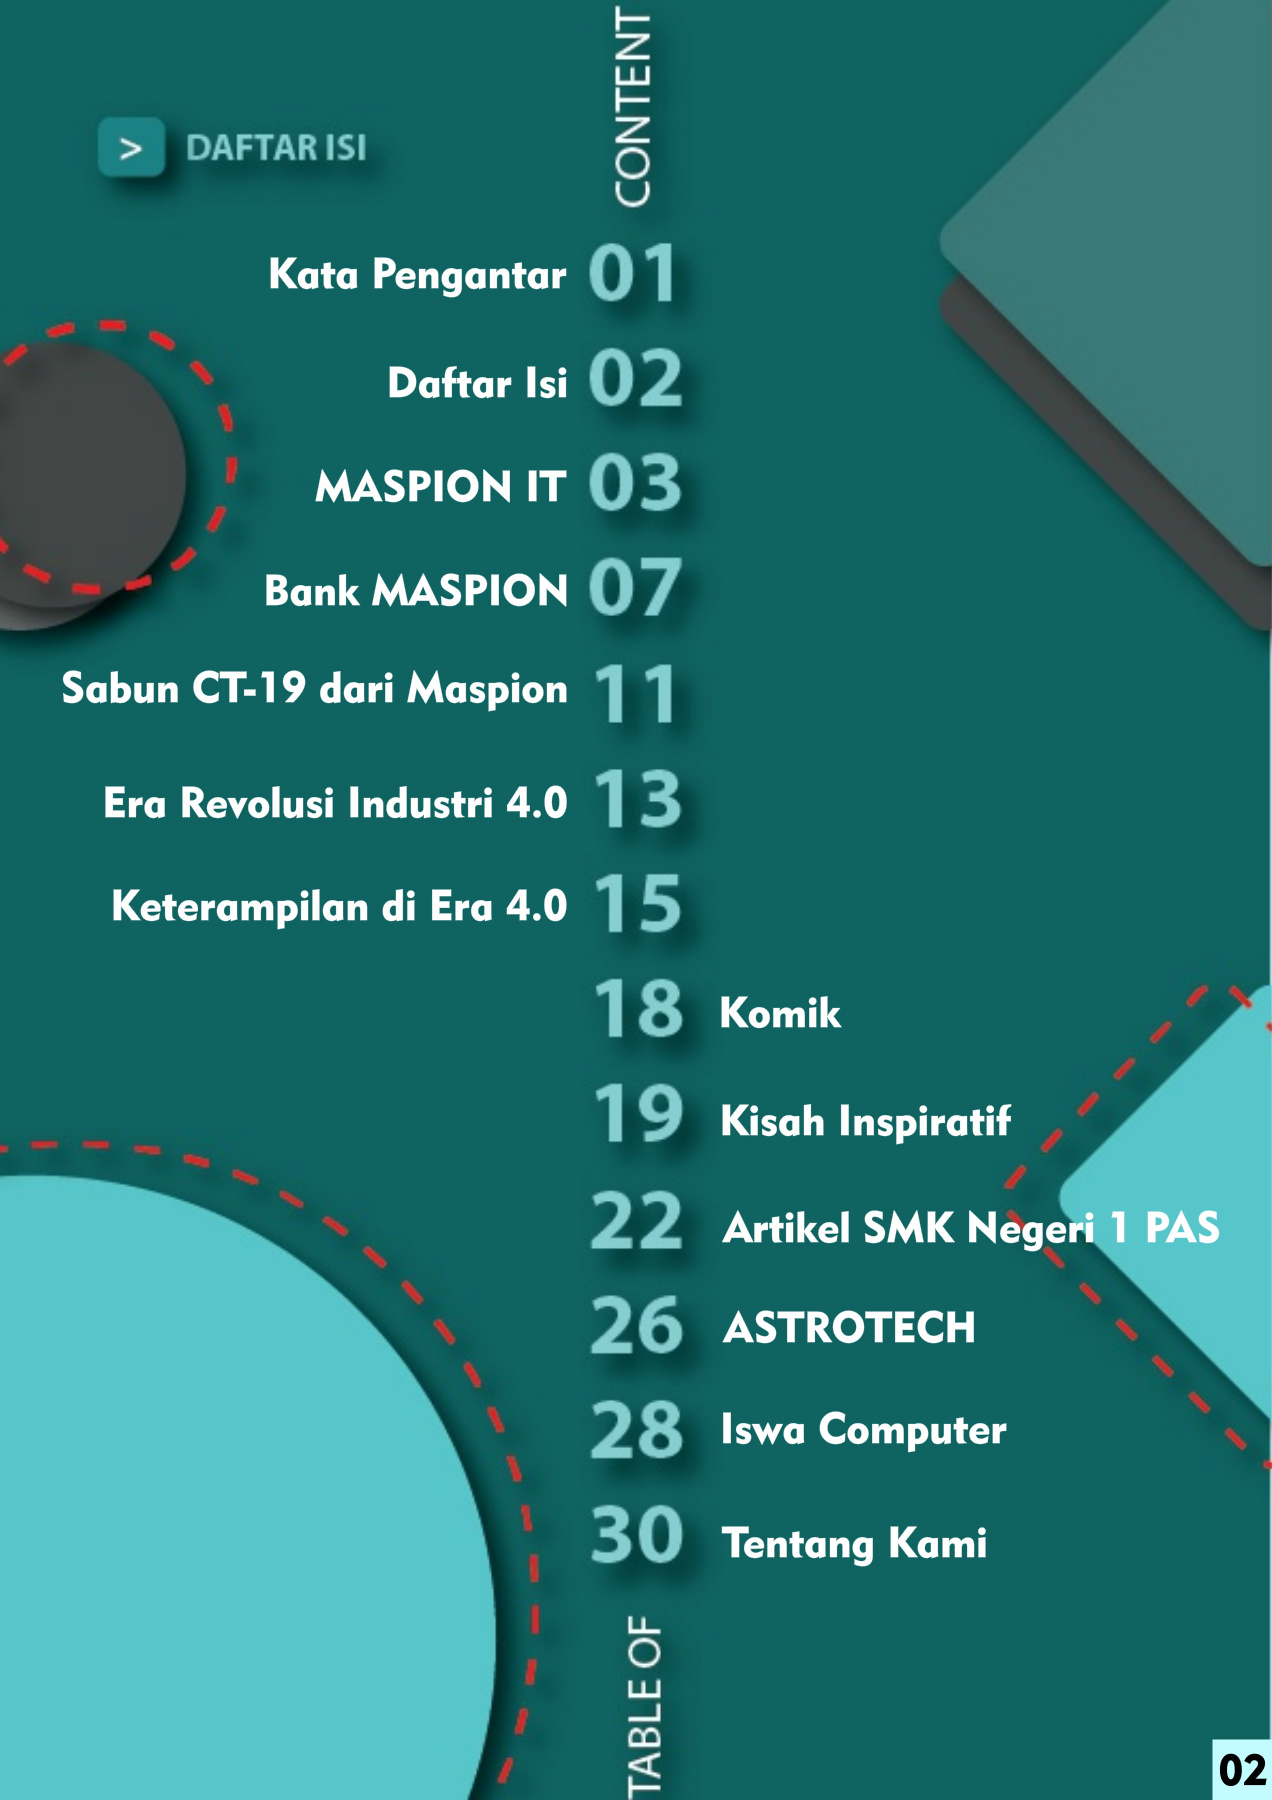 CONTENT
> DAFTAR ISI
Kata Pengantar 01
Daftar Isi 02
MASPION IT 03
Bank MASPION 07
Sabun CT-19 dari Maspion 11
Era Revolusi Industri 4.0 13
Keterampilan di Era 4.0 15
18 Komik
19 Kisah Inspiratif
22 Artikel SMK Negeri 1 PAS
26 ASTROTECH
28 Iswa Computer
30 Tentang Kami
TABLE OF
02